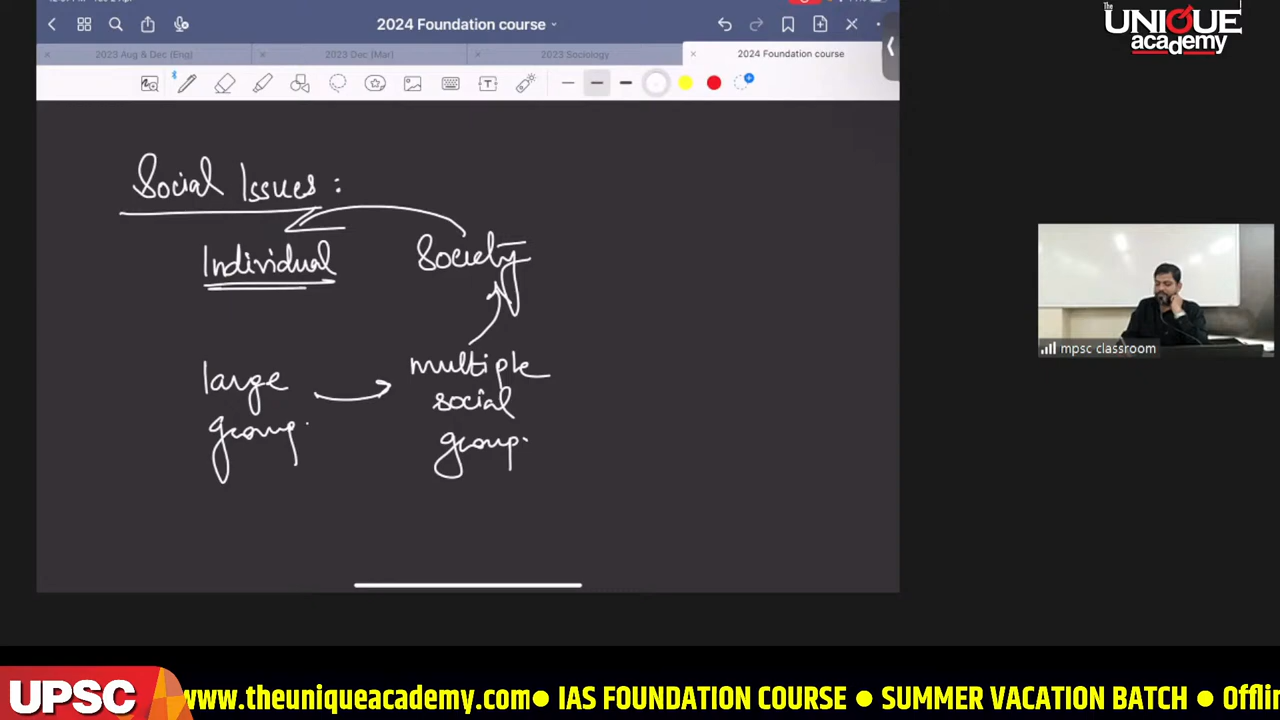 2024 Foundation course
2023 Aug & Dec (Eng)
2023 Dec (Mar)
2023 Sociology
2024 Foundation course
The
UNIQUE
academy
Social Issues :
Individual
Society
large
group.
multiple
social
group.
mpsc classroom
UPSC
www.theuniqueacademy.com● IAS FOUNDATION COURSE ● SUMMER VACATION BATCH ● Offlin